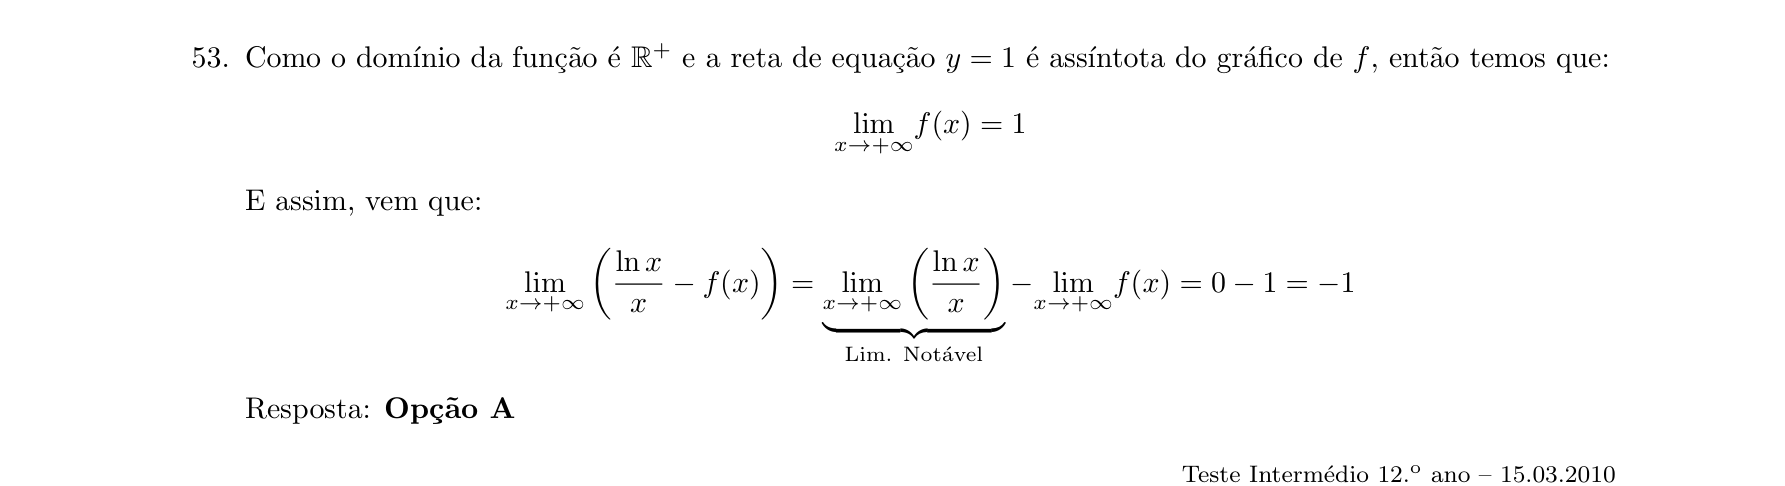 53. Como o domínio da função é ℝ⁺ e a reta de equação y = 1 é assíntota do gráfico de f, então temos que:
lim_{x→+∞} f(x) = 1
E assim, vem que:
lim_{x→+∞} (ln x / x − f(x)) = lim_{x→+∞} (ln x / x) − lim_{x→+∞} f(x) = 0 − 1 = −1
Lim. Notável
Resposta: Opção A
Teste Intermédio 12.º ano – 15.03.2010